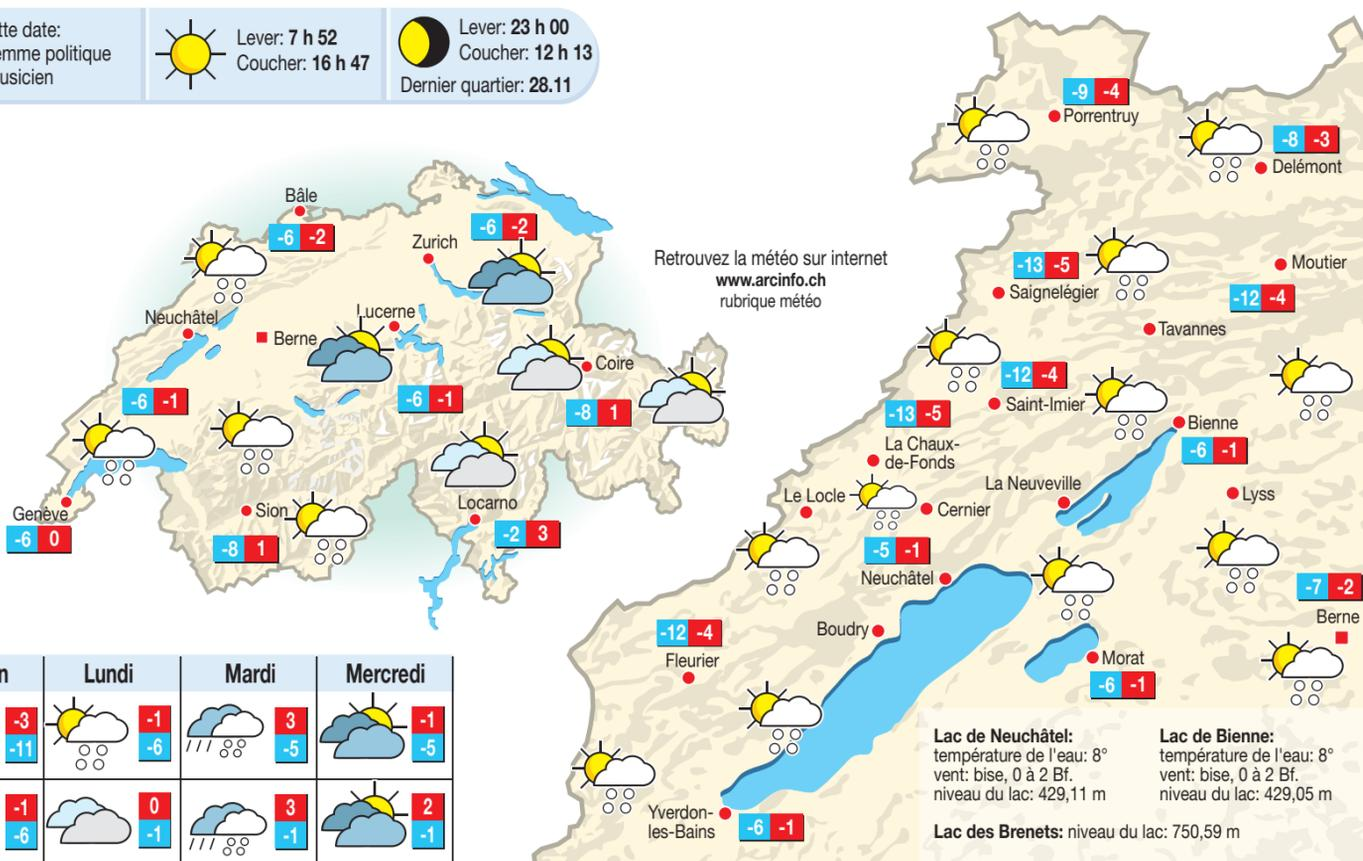 tte date:
emme politique
usicien
Lever: 7 h 52
Coucher: 16 h 47
Lever: 23 h 00
Coucher: 12 h 13
Dernier quartier: 28.11
Bâle
-6 -2
Zurich
-6 -2
Neuchâtel
-6 -1
Berne
Lucerne
-6 -1
Coire
-8 1
Genève
-6 0
Sion
-8 1
Locarno
-2 3
Retrouvez la météo sur internet
www.arcinfo.ch
rubrique météo
n
Lundi
Mardi
Mercredi
-3
-11
-1
-6
3
-5
-1
-5
-1
-6
0
-1
3
-1
2
-1
-9 -4
Porrentruy
-8 -3
Delémont
-13 -5
Saignelégier
Moutier
-12 -4
Tavannes
-12 -4
Saint-Imier
-13 -5
La Chaux-
de-Fonds
Bienne
-6 -1
Le Locle
Cernier
La Neuveville
Lyss
-5 -1
Neuchâtel
-7 -2
Berne
Boudry
-12 -4
Fleurier
Morat
-6 -1
Yverdon-
les-Bains
-6 -1
Lac de Neuchâtel:
température de l'eau: 8°
vent: bise, 0 à 2 Bf.
niveau du lac: 429,11 m
Lac de Bienne:
température de l'eau: 8°
vent: bise, 0 à 2 Bf.
niveau du lac: 429,05 m
Lac des Brenets: niveau du lac: 750,59 m